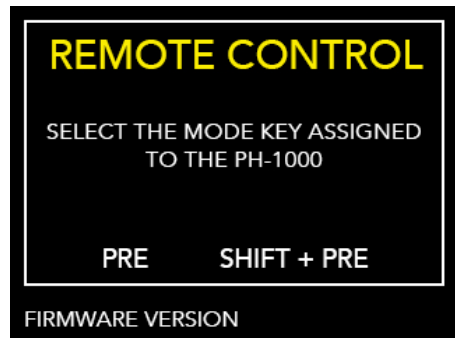 REMOTE CONTROL
SELECT THE MODE KEY ASSIGNED
TO THE PH-1000
PRE SHIFT + PRE
FIRMWARE VERSION